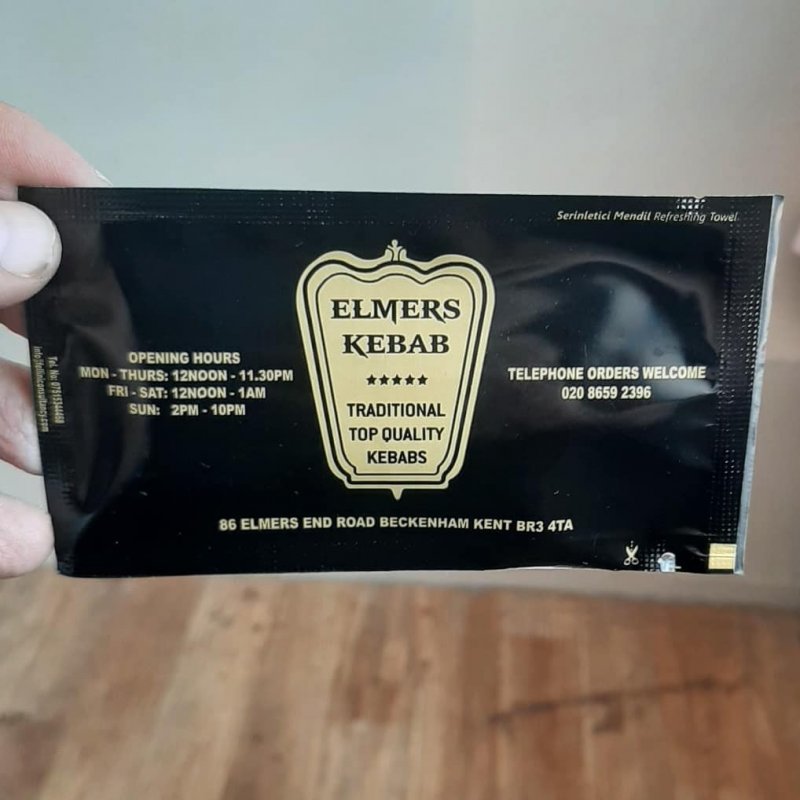 Serinletici Mendil Refreshing Towel
ELMERS
KEBAB
TRADITIONAL
TOP QUALITY
KEBABS
OPENING HOURS
MON - THURS: 12NOON - 11.30PM
FRI - SAT: 12NOON - 1AM
SUN: 2PM - 10PM
TELEPHONE ORDERS WELCOME
020 8659 2396
86 ELMERS END ROAD BECKENHAM KENT BR3 4TA
Tel. No: